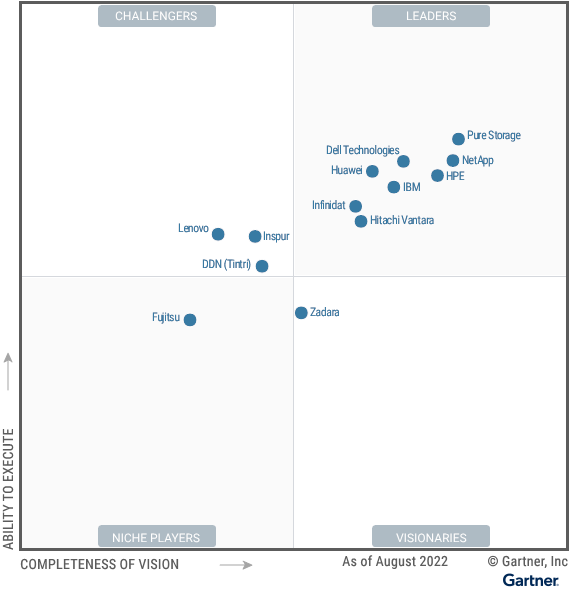 CHALLENGERS
LEADERS
Pure Storage
Dell Technologies
NetApp
Huawei
HPE
IBM
Infinidat
Hitachi Vantara
Lenovo
Inspur
DDN (Tintri)
Fujitsu
Zadara
ABILITY TO EXECUTE
NICHE PLAYERS
VISIONARIES
COMPLETENESS OF VISION
As of August 2022
© Gartner, Inc
Gartner